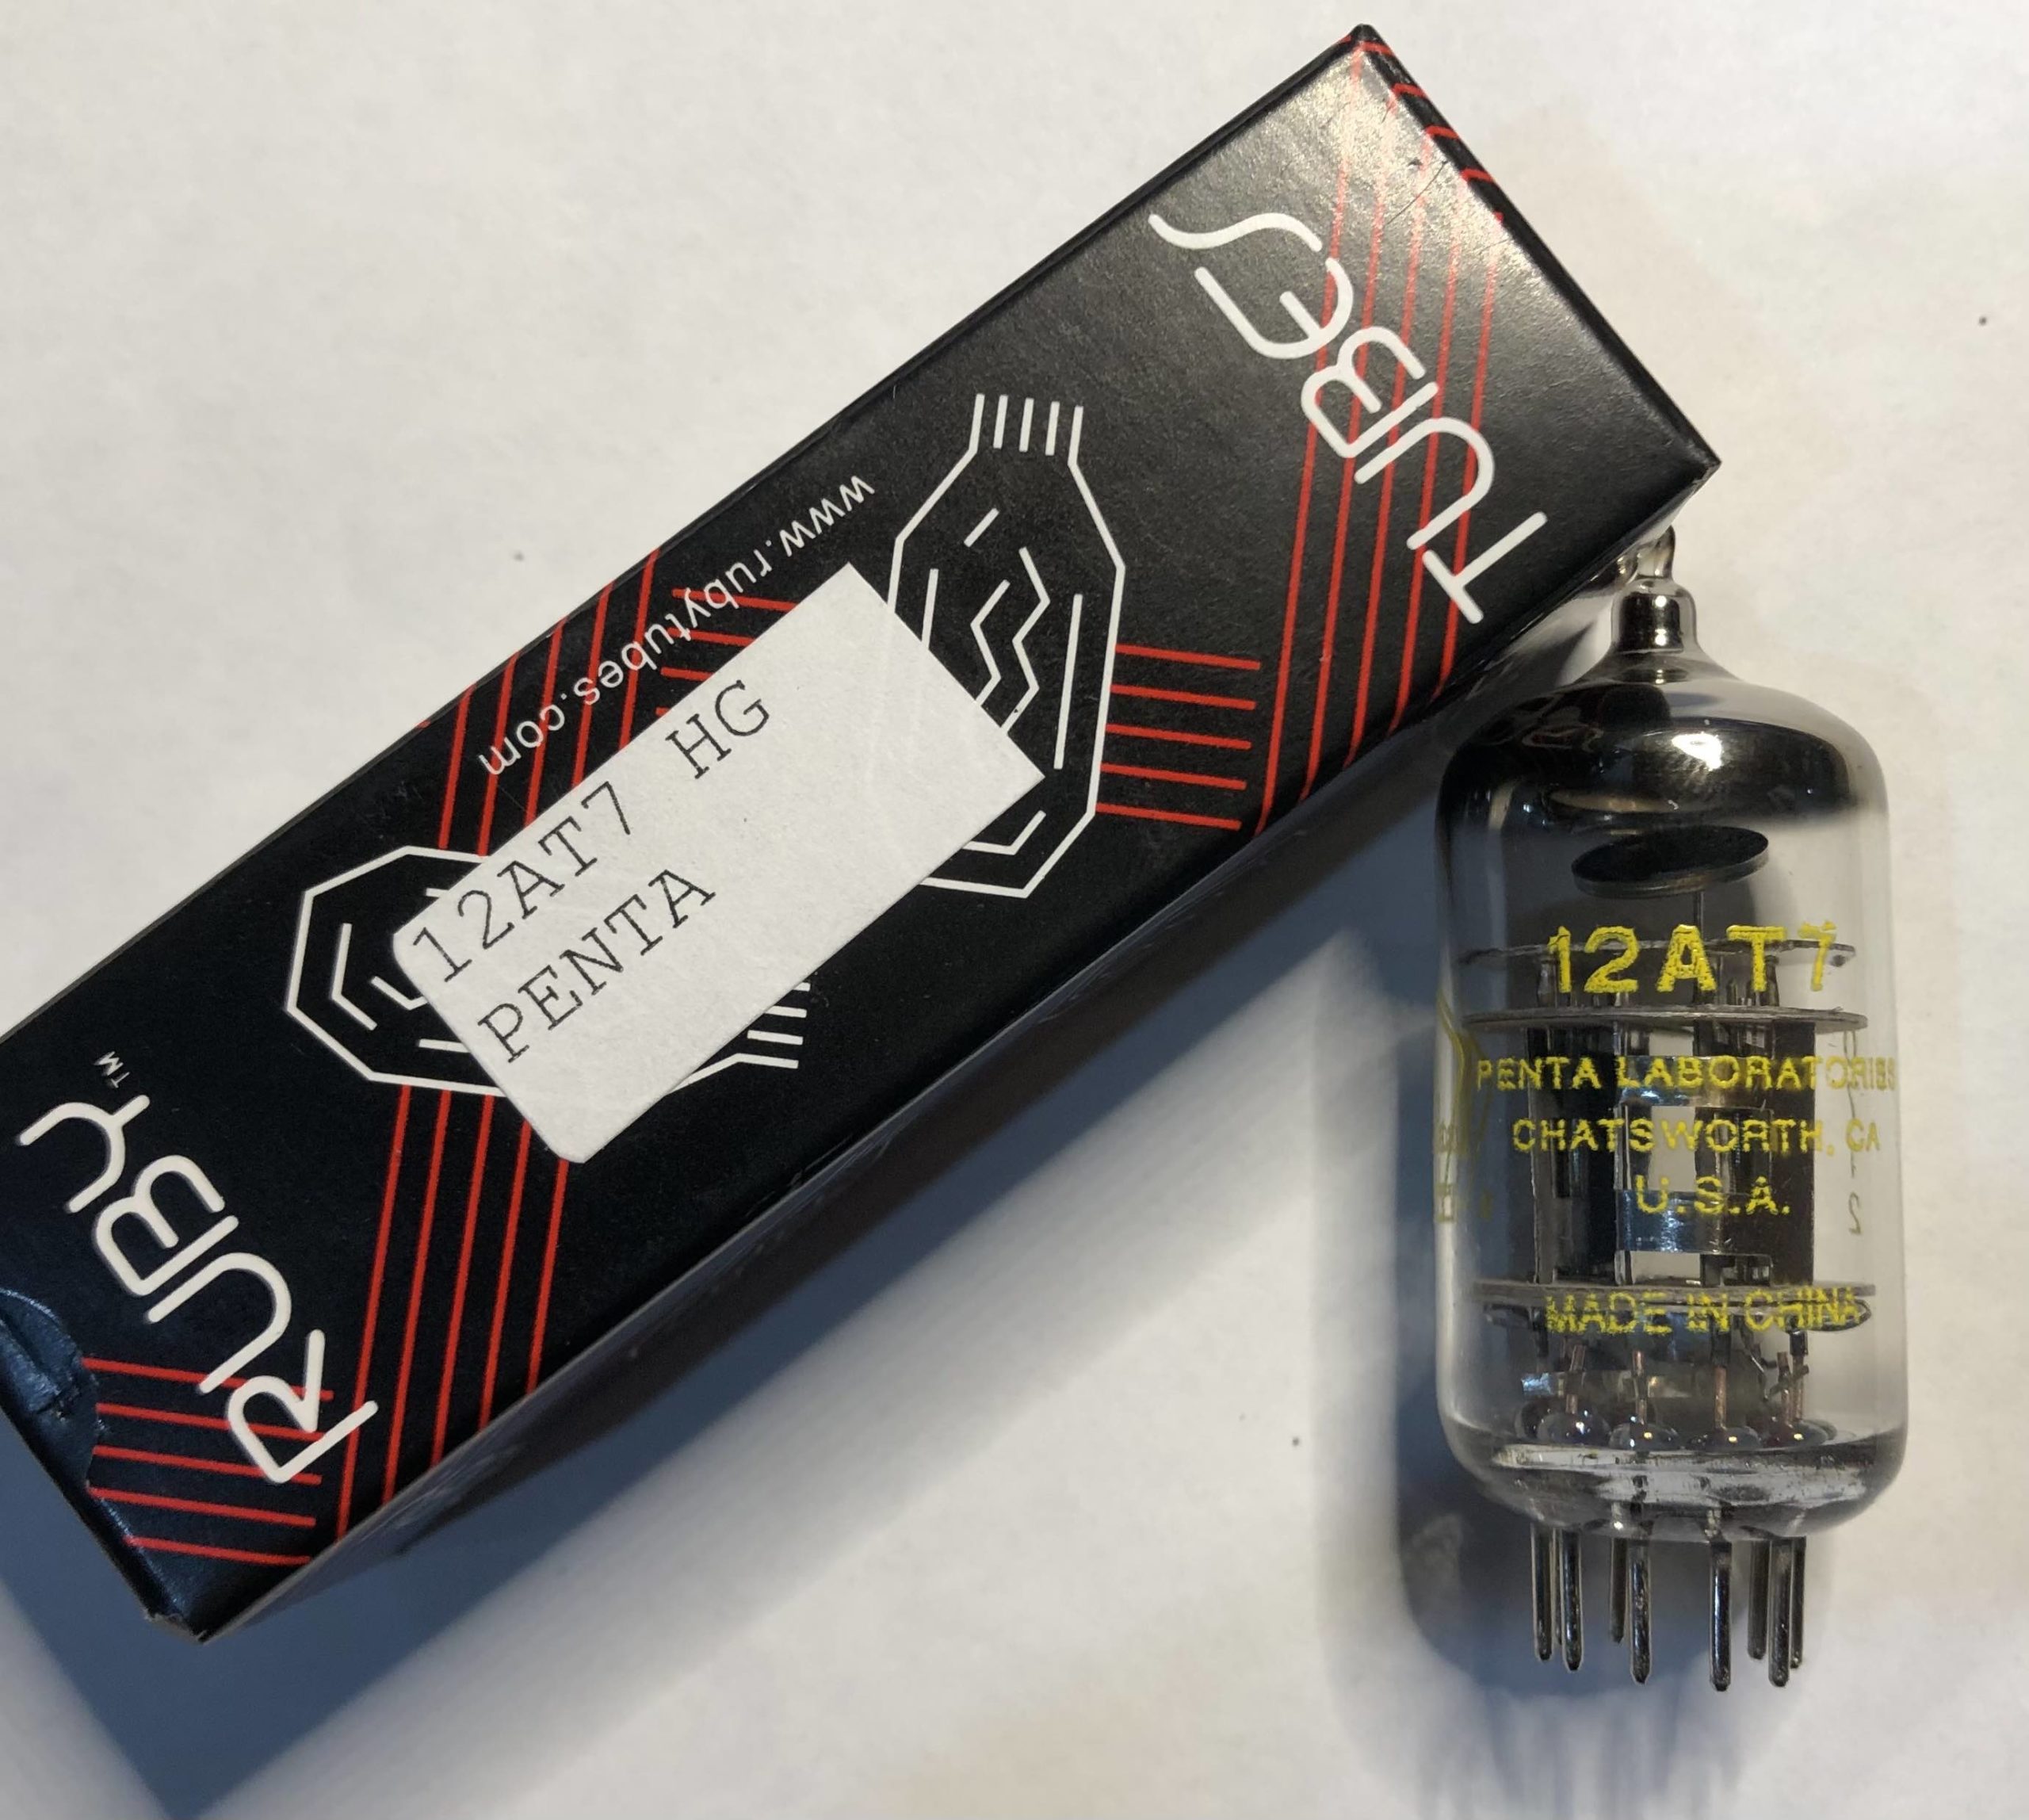 RUBY™ TUBES
www.rubytubes.com
12AT7 HG
PENTA
12AT7
PENTA LABORATORIES
CHATSWORTH, CA
U.S.A.
MADE IN CHINA